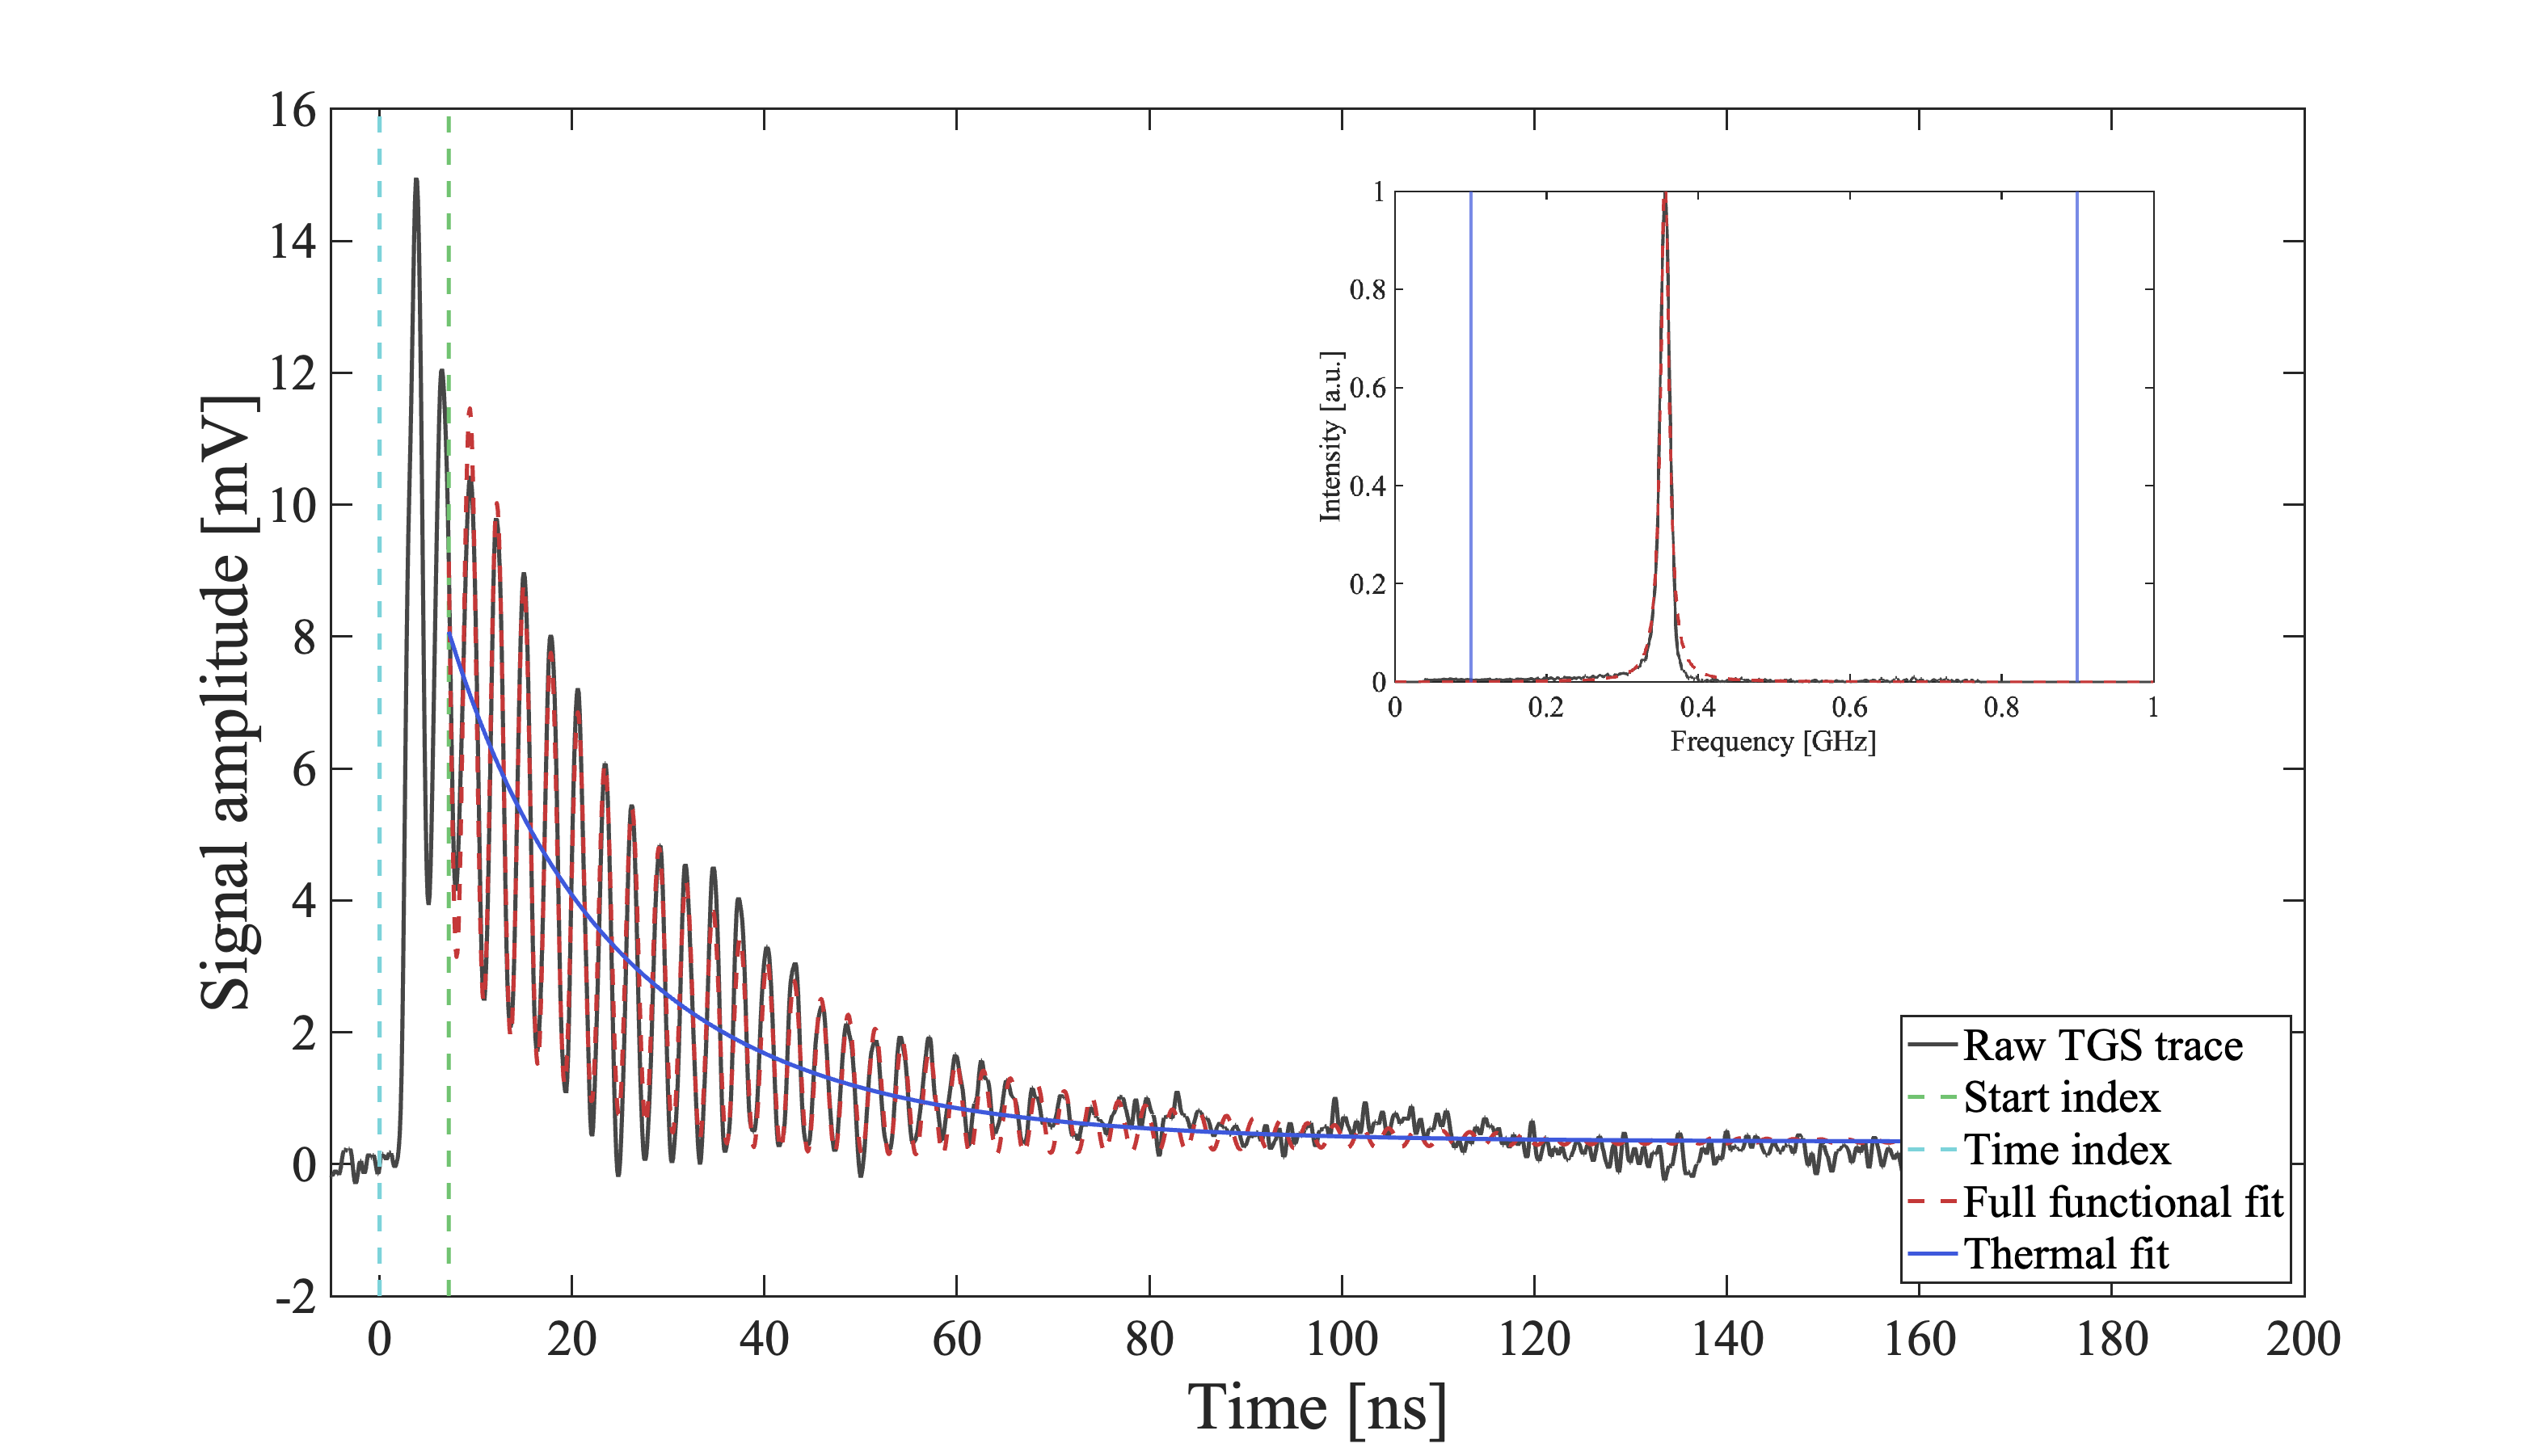 16
14
12
10
8
6
4
2
0
-2
Signal amplitude [mV]
0 20 40 60 80 100 120 140 160 180 200
Time [ns]
1
0.8
0.6
0.4
0.2
0
Intensity [a.u.]
0 0.2 0.4 0.6 0.8 1
Frequency [GHz]
Raw TGS trace
Start index
Time index
Full functional fit
Thermal fit